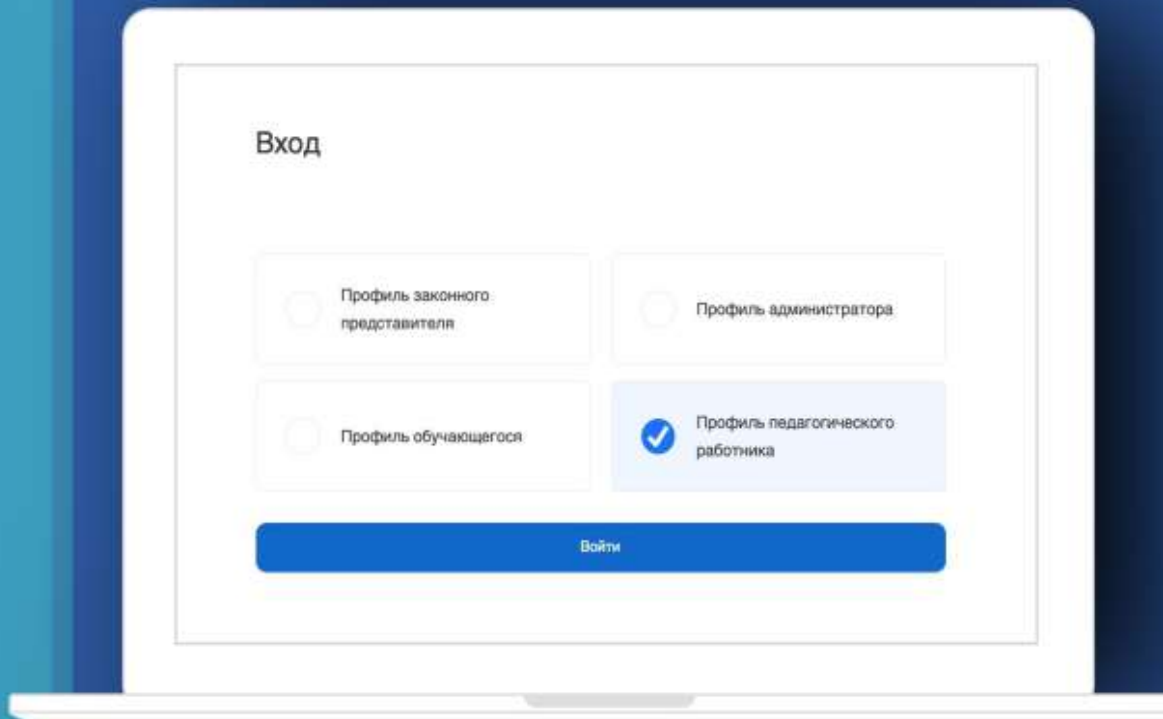 Вход
Профиль законного
представителя
Профиль администратора
Профиль обучающегося
Профиль педагогического
работника
Войти